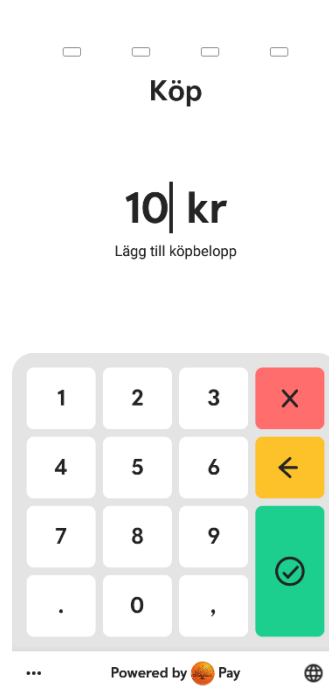 Köp
10 kr
Lägg till köpbelopp
1 2 3
4 5 6
7 8 9
. 0 ,
Powered by Pay